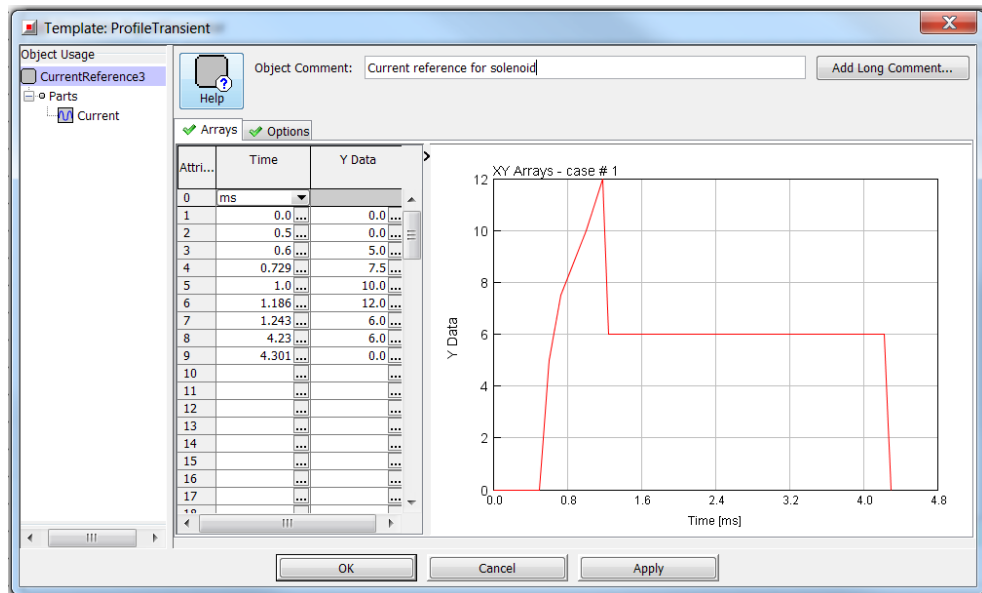 Template: ProfileTransient
X
Object Usage
CurrentReference3
Parts
Current
Help
Object Comment: Current reference for solenoid
Add Long Comment...
Arrays Options
Attri... Time Y Data
0 ms
1 0.0 ... 0.0 ...
2 0.5 ... 0.0 ...
3 0.6 ... 5.0 ...
4 0.729 ... 7.5 ...
5 1.0 ... 10.0 ...
6 1.186 ... 12.0 ...
7 1.243 ... 6.0 ...
8 4.23 ... 6.0 ...
9 4.301 ... 0.0 ...
10 ... ...
11 ... ...
12 ... ...
13 ... ...
14 ... ...
15 ... ...
16 ... ...
17 ... ...
XY Arrays - case # 1
12
10
8
6
4
2
0
Y Data
0.0 0.8 1.6 2.4 3.2 4.0 4.8
Time [ms]
OK Cancel Apply